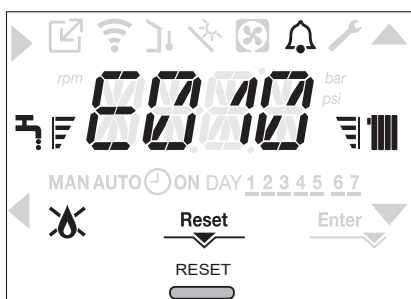 rpm
bar
psi
E010
MAN AUTO ON DAY 1 2 3 4 5 6 7
Reset Enter
RESET